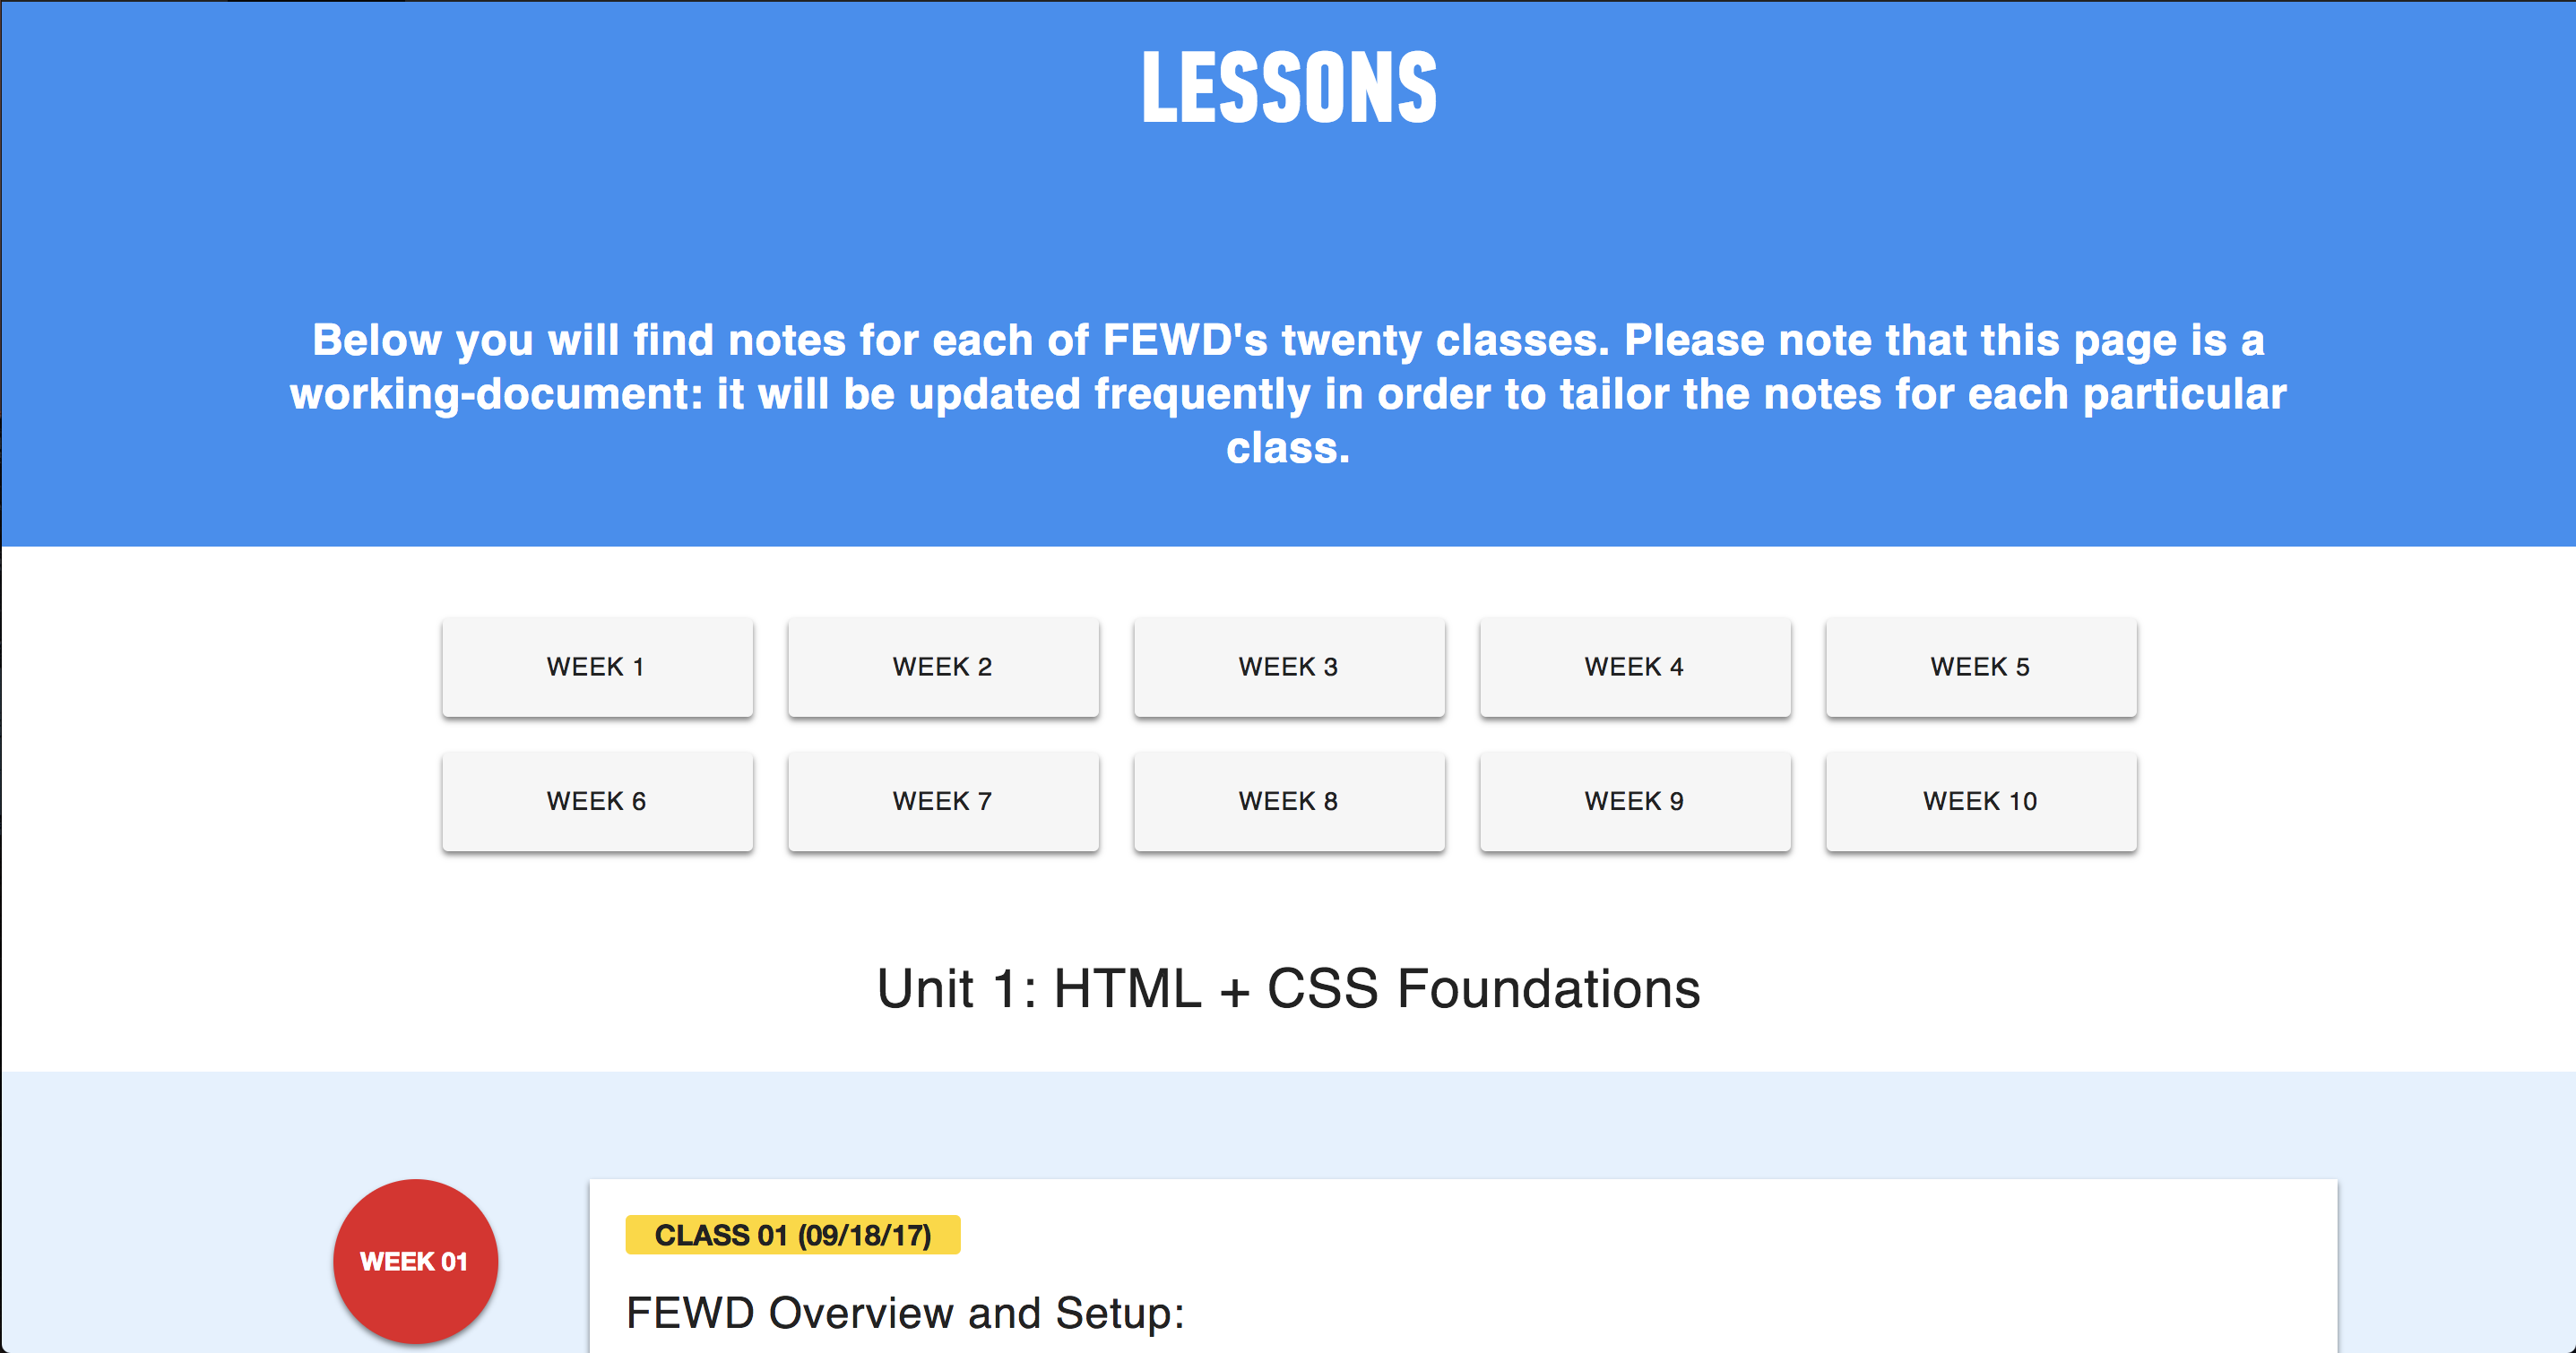 LESSONS
Below you will find notes for each of FEWD's twenty classes. Please note that this page is a
working-document: it will be updated frequently in order to tailor the notes for each particular
class.
WEEK 1
WEEK 2
WEEK 3
WEEK 4
WEEK 5
WEEK 6
WEEK 7
WEEK 8
WEEK 9
WEEK 10
Unit 1: HTML + CSS Foundations
WEEK 01
CLASS 01 (09/18/17)
FEWD Overview and Setup: